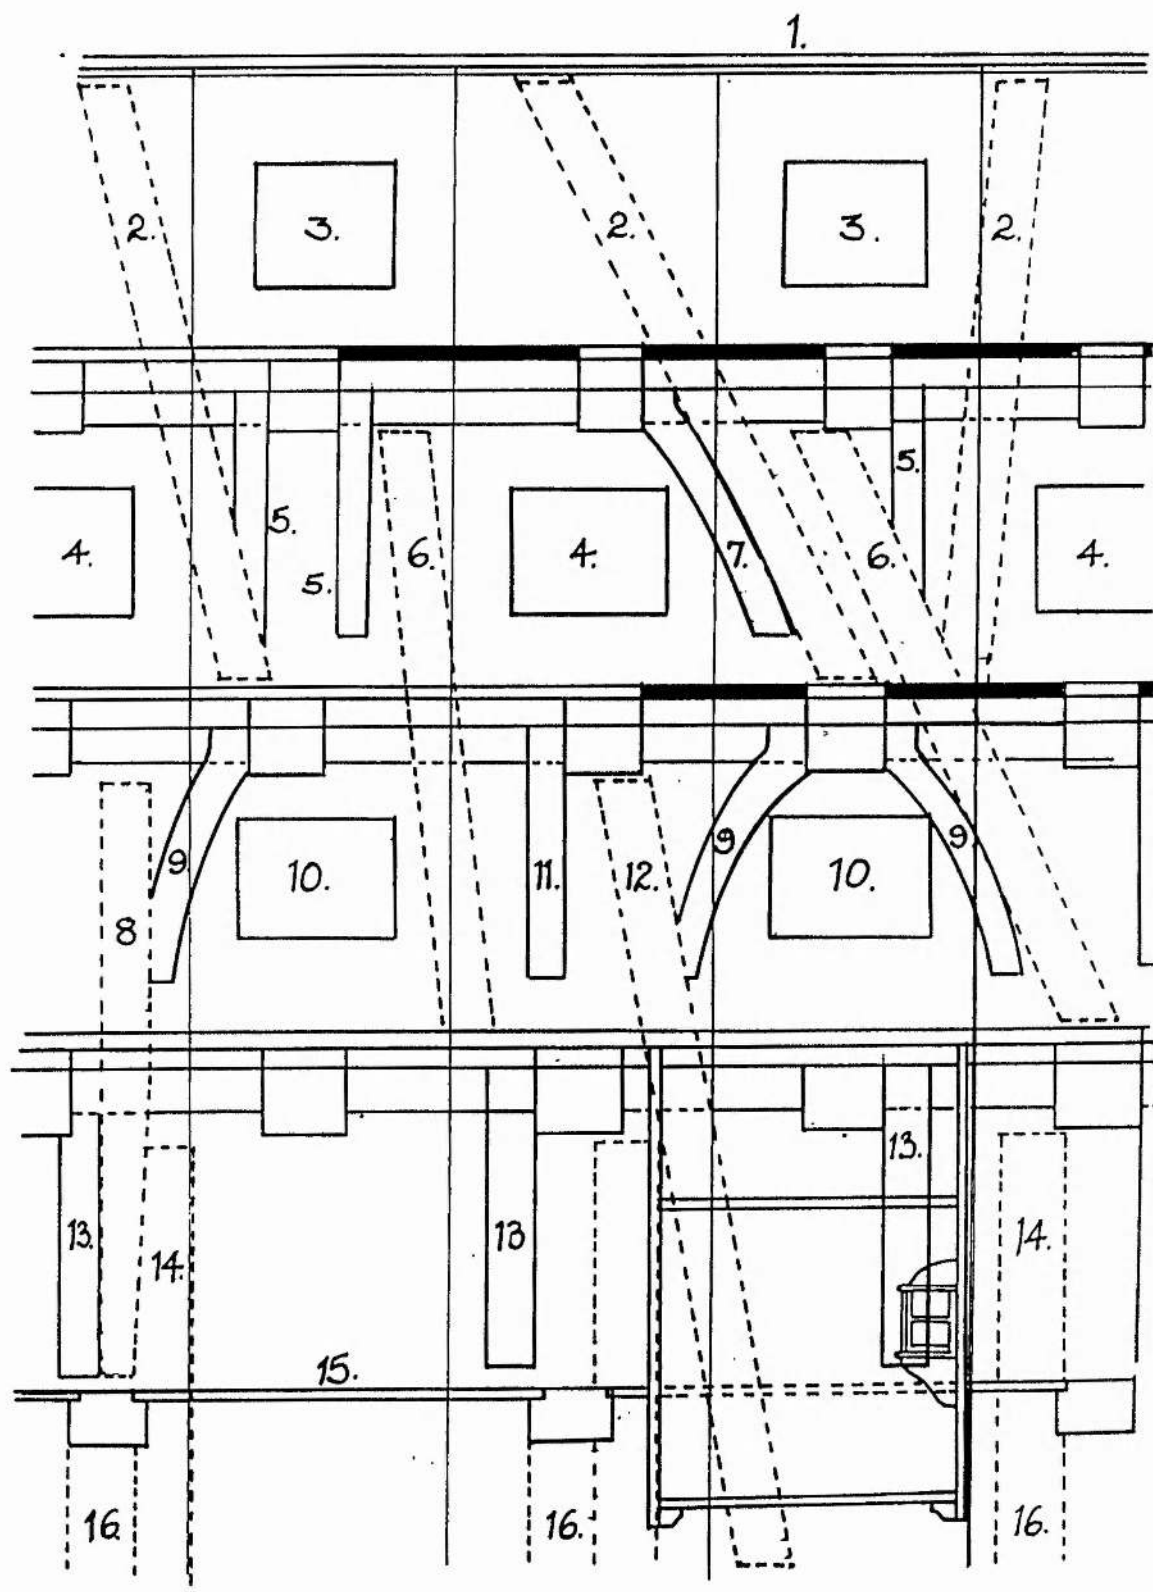 1.
2. 3. 2. 3. 2.
4. 5. 5. 6. 4. 7. 6. 5. 4.
8 9 10. 11. 12. 9 10. 9
13. 14. 13 13. 14.
15.
16. 16. 16.